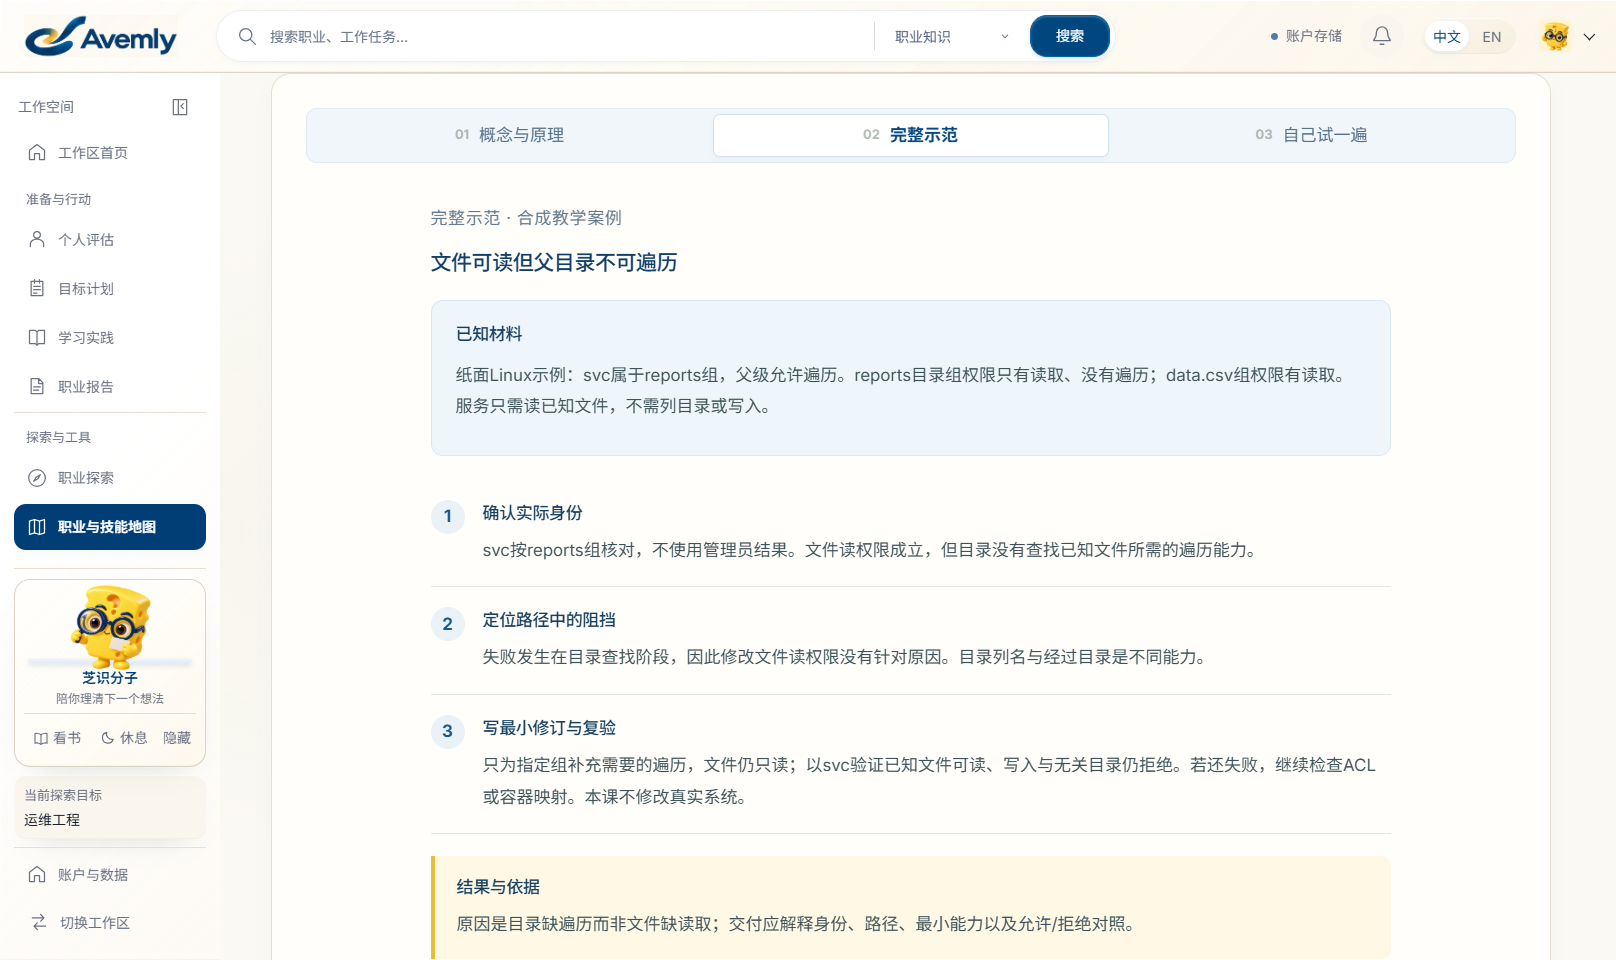 Avemly
搜索职业、工作任务...
职业知识
搜索
账户存储
中文
EN
工作空间
工作区首页
准备与行动
个人评估
目标计划
学习实践
职业报告
探索与工具
职业探索
职业与技能地图
芝识分子
陪你理清下一个想法
看书
休息
隐藏
当前探索目标
运维工程
账户与数据
切换工作区
01 概念与原理
02 完整示范
03 自己试一遍
完整示范 · 合成教学案例
文件可读但父目录不可遍历
已知材料
纸面Linux示例：svc属于reports组，父级允许遍历。reports目录组权限只有读取、没有遍历；data.csv组权限有读取。
服务只需读已知文件，不需列目录或写入。
1
确认实际身份
svc按reports组核对，不使用管理员结果。文件读权限成立，但目录没有查找已知文件所需的遍历能力。
2
定位路径中的阻挡
失败发生在目录查找阶段，因此修改文件读权限没有针对原因。目录列名与经过目录是不同能力。
3
写最小修订与复验
只为指定组补充需要的遍历，文件仍只读；以svc验证已知文件可读、写入与无关目录仍拒绝。若还失败，继续检查ACL
或容器映射。本课不修改真实系统。
结果与依据
原因是目录缺遍历而非文件缺读取；交付应解释身份、路径、最小能力以及允许/拒绝对照。